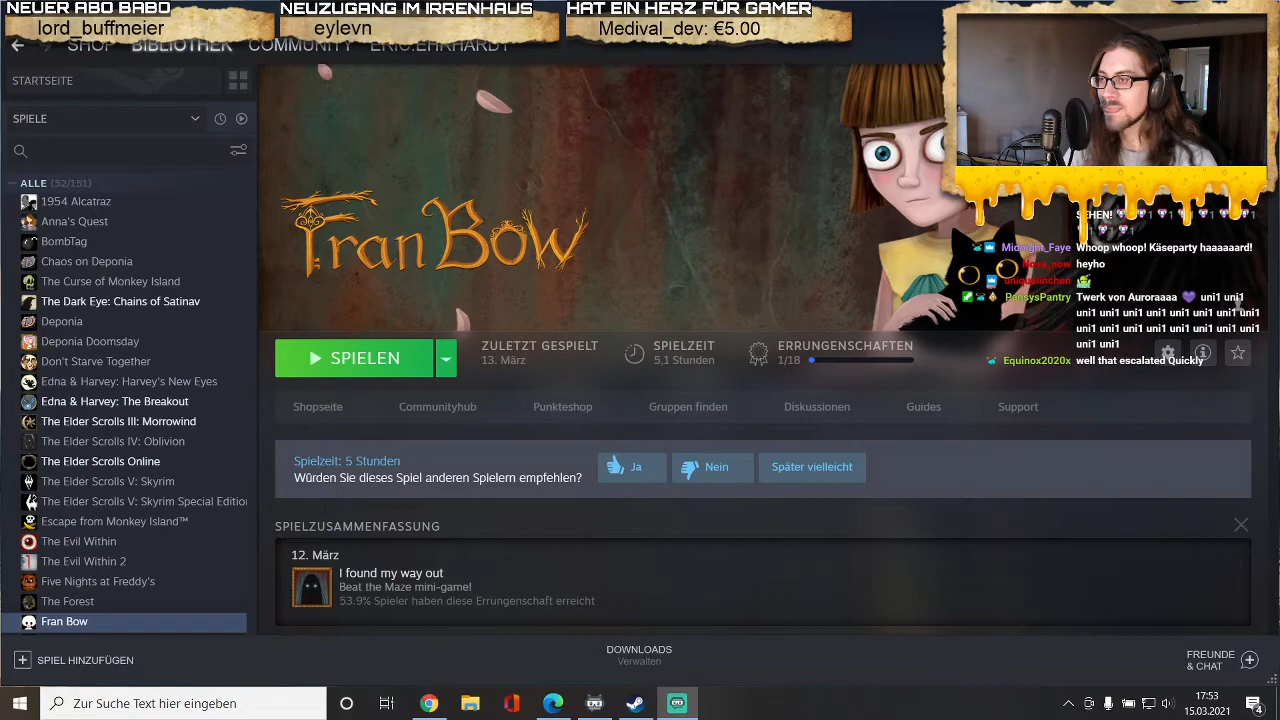 NEUER ABO BABO
lord_buffmeier
NEUZUGANG IM IRRENHAUS
eylevn
HAT EIN HERZ FÜR GAMER
Medival_dev: €5.00
SHOP BIBLIOTHEK COMMUNITY ERIC.EHRHARDT
STARTSEITE
SPIELE
ALLE (52/151)
1954 Alcatraz
Anna's Quest
BombTag
Chaos on Deponia
The Curse of Monkey Island
The Dark Eye: Chains of Satinav
Deponia
Deponia Doomsday
Don't Starve Together
Edna & Harvey: Harvey's New Eyes
Edna & Harvey: The Breakout
The Elder Scrolls III: Morrowind
The Elder Scrolls IV: Oblivion
The Elder Scrolls Online
The Elder Scrolls V: Skyrim
The Elder Scrolls V: Skyrim Special Edition
Escape from Monkey Island™
The Evil Within
The Evil Within 2
Five Nights at Freddy's
The Forest
Fran Bow
SPIEL HINZUFÜGEN
Fran Bow
SEHEN!
Midnight_Faye Whoop whoop! Käseparty haaaaaard!
Nova_now heyho
PansysPantry Twerk von Auroraaaa uni1 uni1
uni1 uni1 uni1 uni1 uni1 uni1 uni1
uni1 uni1 uni1 uni1 uni1 uni1 uni1
uni1 uni1
Equinox2020x well that escalated Quickly
SPIELEN
ZULETZT GESPIELT
13. März
SPIELZEIT
5,1 Stunden
ERRUNGENSCHAFTEN
1/18
Shopseite Communityhub Punkteshop Gruppen finden Diskussionen Guides Support
Spielzeit: 5 Stunden
Würden Sie dieses Spiel anderen Spielern empfehlen?
Ja Nein Später vielleicht
SPIELZUSAMMENFASSUNG
12. März
I found my way out
Beat the Maze mini-game!
53.9% Spieler haben diese Errungenschaft erreicht
DOWNLOADS
Verwalten
FREUNDE
& CHAT
Zur Suche Text hier eingeben
17:53
15.03.2021
4